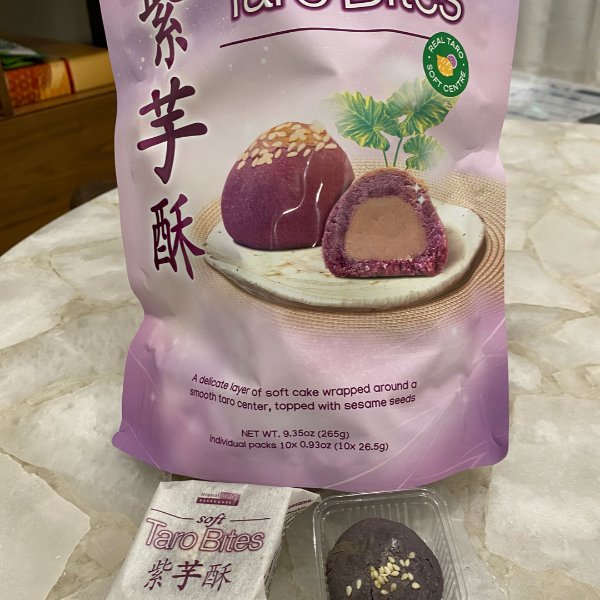 Taro Bites
紫芋酥
REAL TARO
SOFT CENTRE
A delicate layer of soft cake wrapped around a
smooth taro center, topped with sesame seeds
NET WT. 9.35oz (265g)
Individual packs 10x 0.93oz (10x 26.5g)
tropical
soft
Taro Bites
紫芋酥